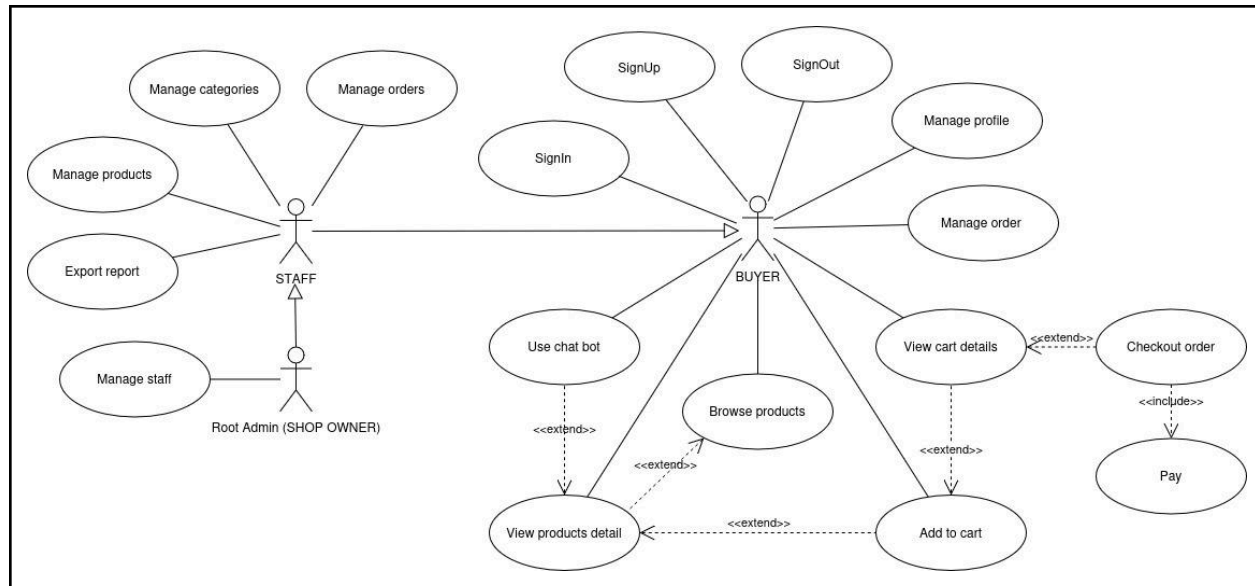 SignUp
SignOut
Manage categories
Manage orders
Manage profile
SignIn
Manage products
Manage order
Export report
STAFF
BUYER
Use chat bot
View cart details
<<extend>>
Checkout order
Manage staff
Root Admin (SHOP OWNER)
Browse products
<<include>>
<<extend>>
<<extend>>
<<extend>>
Pay
View products detail
<<extend>>
Add to cart